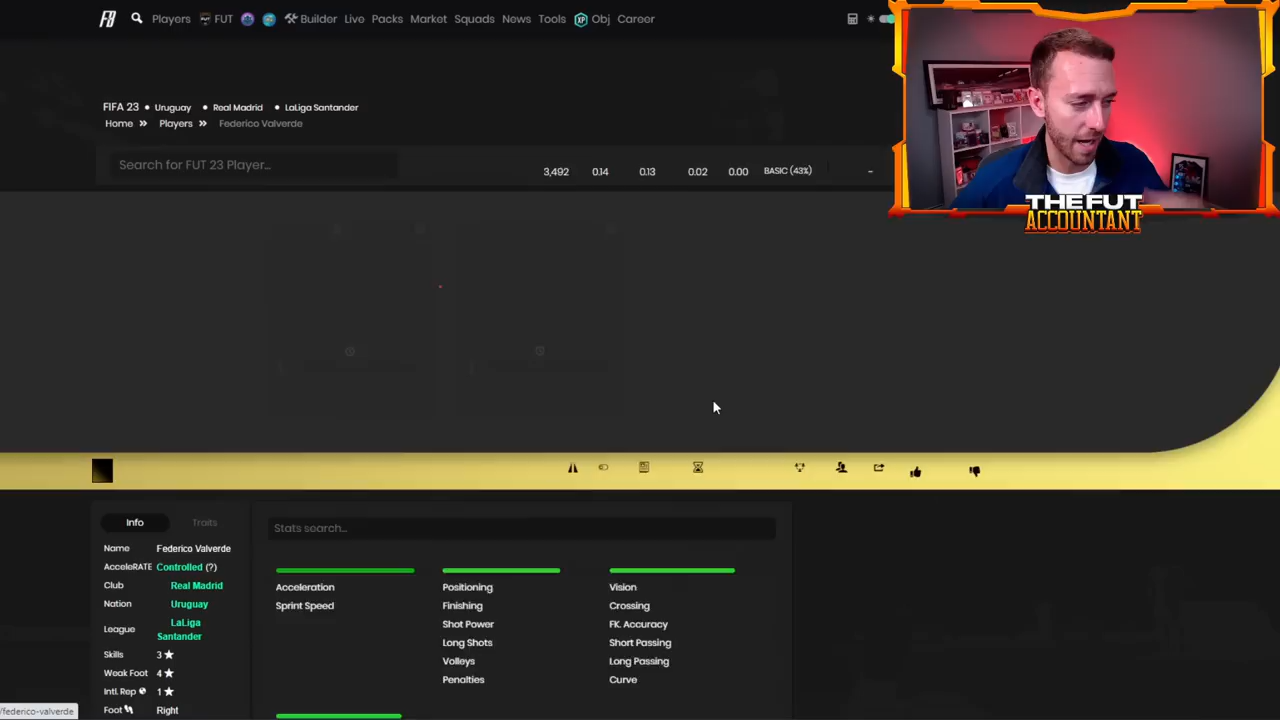 FB Players FUT Builder Live Packs Market Squads News Tools XP Obj Career
THE FUT
ACCOUNTANT
FIFA 23 • Uruguay • Real Madrid • LaLiga Santander
Home » Players » Federico Valverde
Search for FUT 23 Player...
3,492 0.14 0.13 0.02 0.00 BASIC (43%) -
Info Traits
Name Federico Valverde
AcceleRATE Controlled (?)
Club Real Madrid
Nation Uruguay
League LaLiga
Santander
Skills 3 ★
Weak Foot 4 ★
Intl. Rep 1 ★
Foot Right
Stats search...
Acceleration
Sprint Speed
Positioning
Finishing
Shot Power
Long Shots
Volleys
Penalties
Vision
Crossing
FK. Accuracy
Short Passing
Long Passing
Curve
/federico-valverde